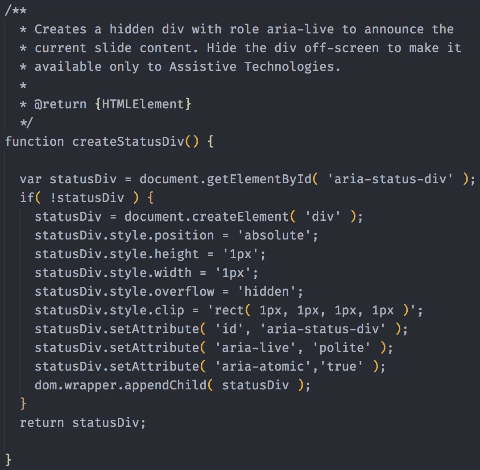 /**
 * Creates a hidden div with role aria-live to announce the
 * current slide content. Hide the div off-screen to make it
 * available only to Assistive Technologies.
 *
 * @return {HTMLElement}
 */
function createStatusDiv() {

  var statusDiv = document.getElementById( 'aria-status-div' );
  if( !statusDiv ) {
    statusDiv = document.createElement( 'div' );
    statusDiv.style.position = 'absolute';
    statusDiv.style.height = '1px';
    statusDiv.style.width = '1px';
    statusDiv.style.overflow = 'hidden';
    statusDiv.style.clip = 'rect( 1px, 1px, 1px, 1px )';
    statusDiv.setAttribute( 'id', 'aria-status-div' );
    statusDiv.setAttribute( 'aria-live', 'polite' );
    statusDiv.setAttribute( 'aria-atomic','true' );
    dom.wrapper.appendChild( statusDiv );
  }
  return statusDiv;

}